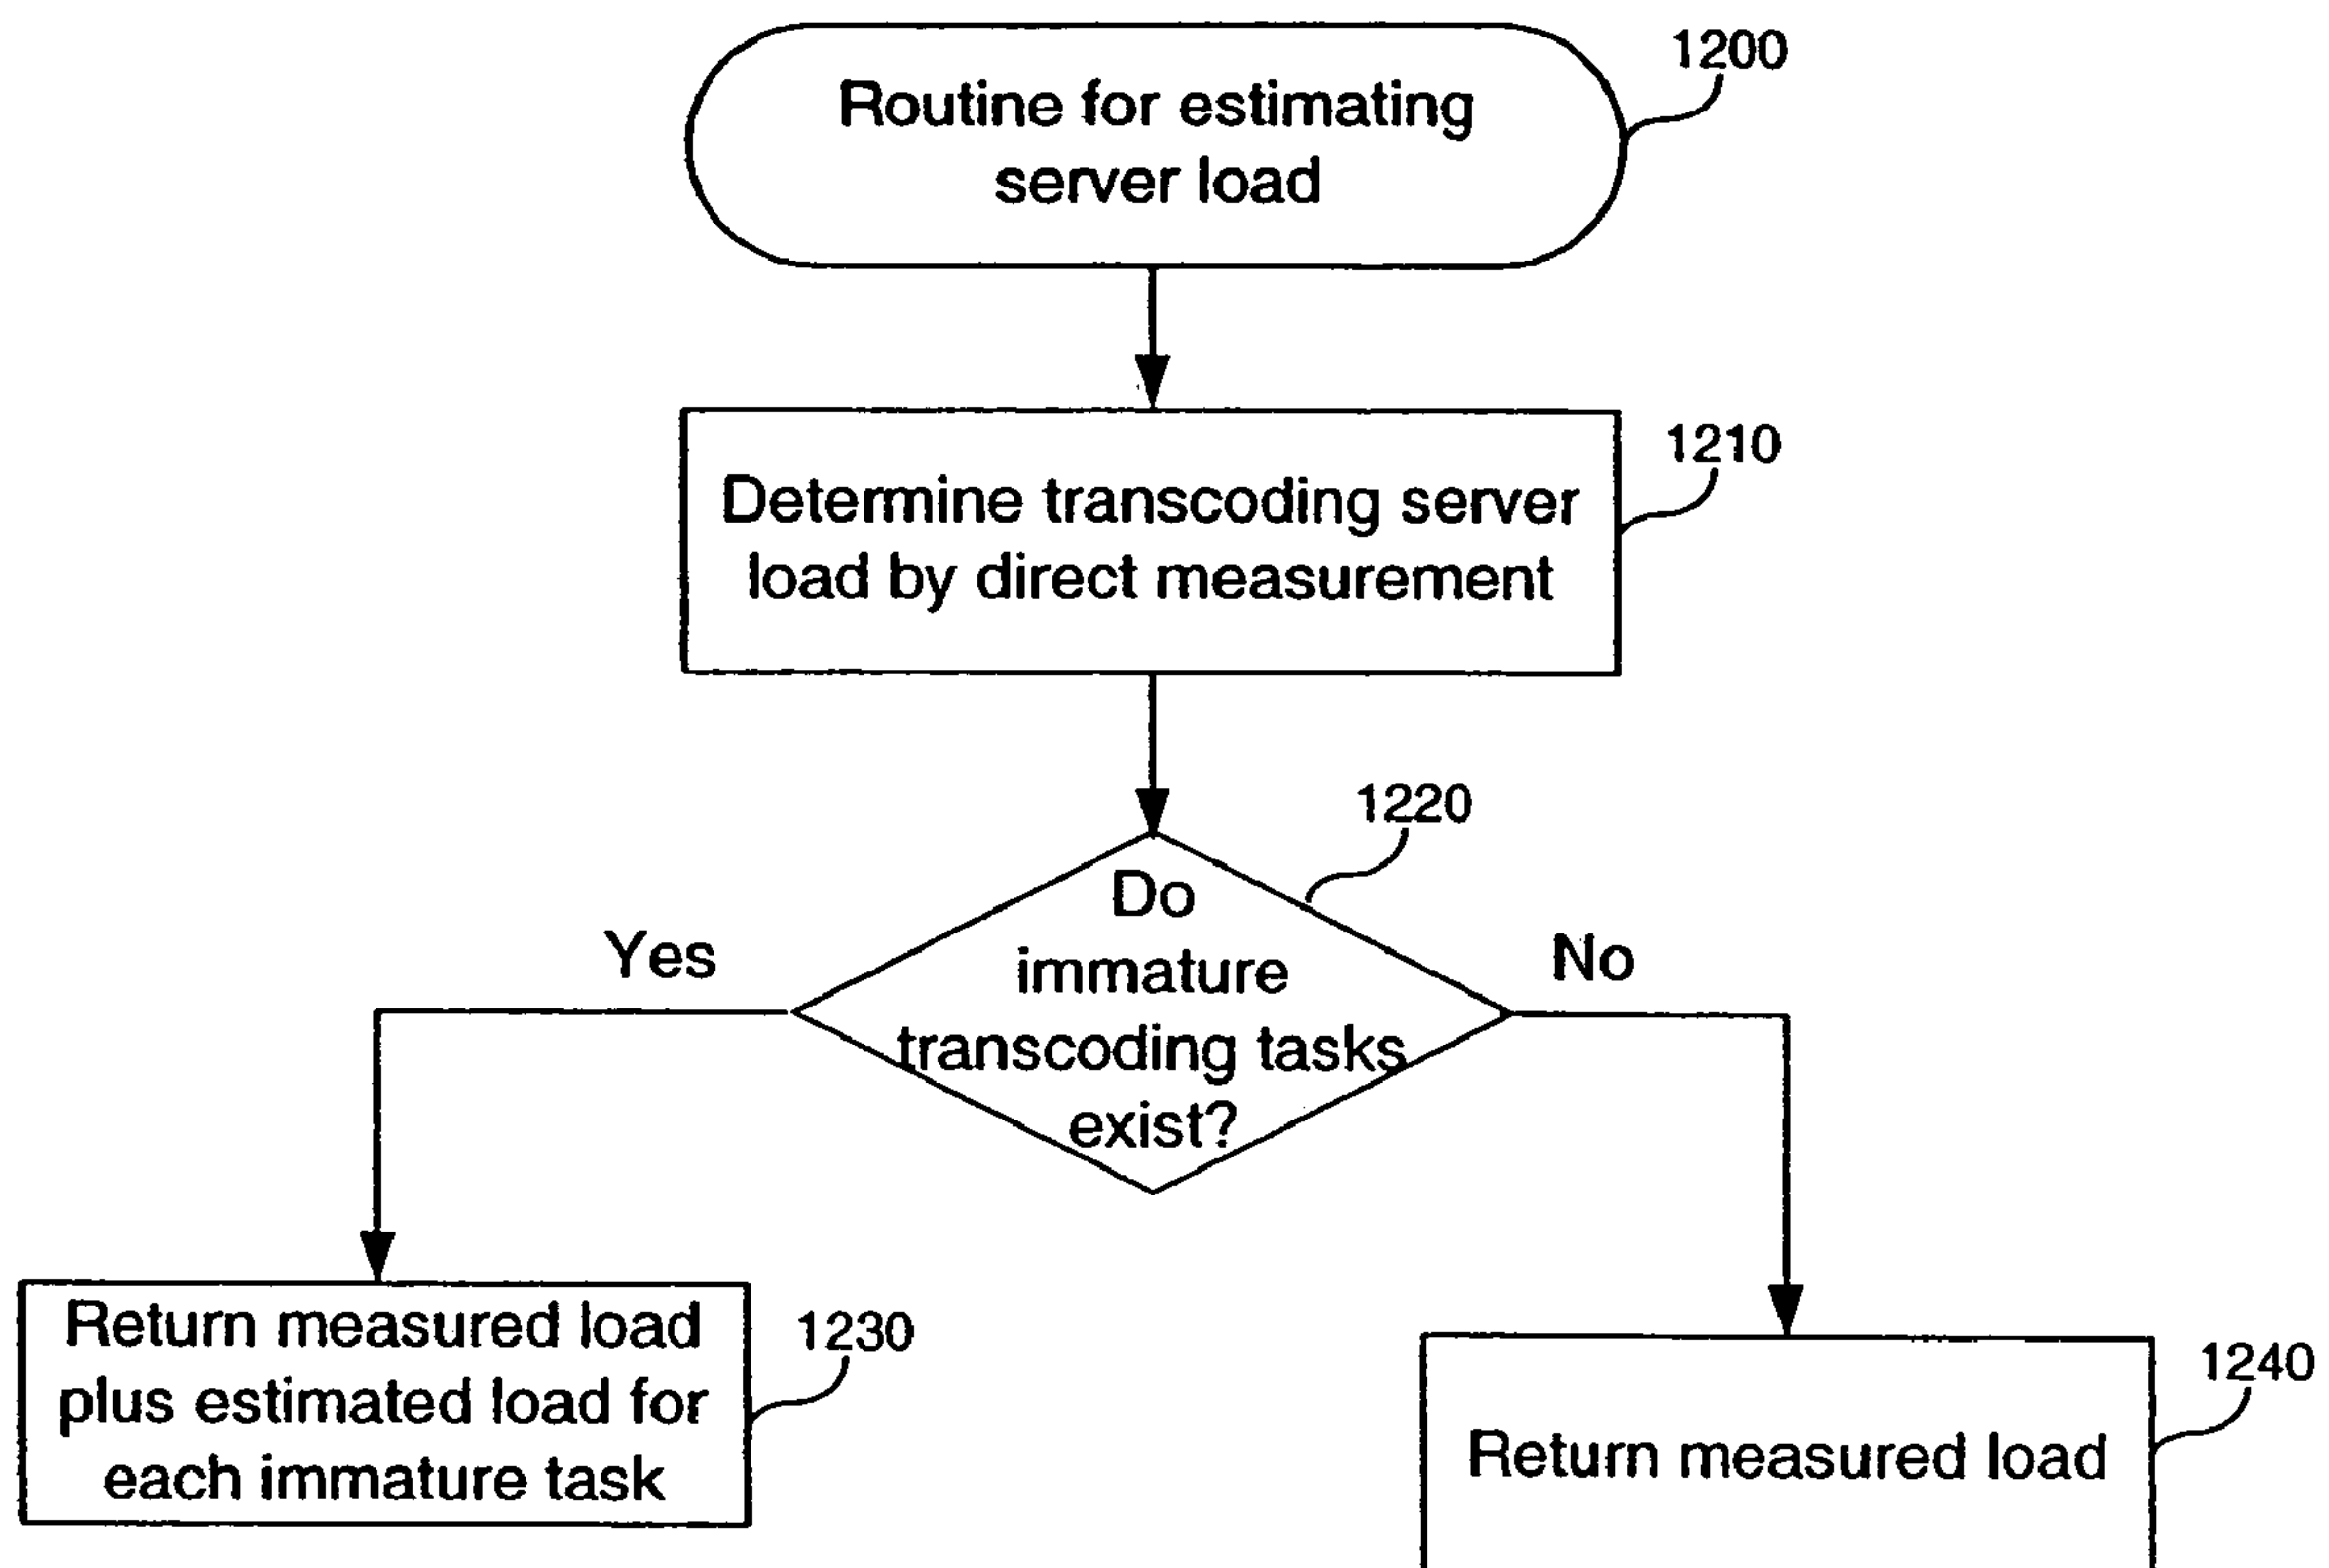 1200
Routine for estimating
server load
1210
Determine transcoding server
load by direct measurement
1220
Do
immature
transcoding tasks
exist?
Yes
No
Return measured load
plus estimated load for
each immature task
1230
1240
Return measured load